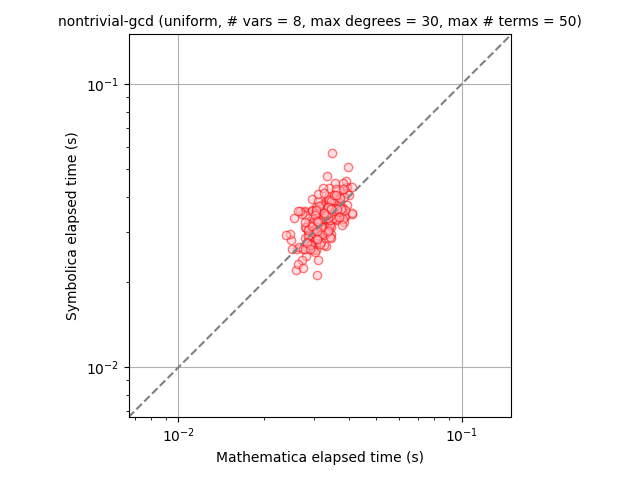 nontrivial-gcd (uniform, # vars = 8, max degrees = 30, max # terms = 50)
Symbolica elapsed time (s)
10⁻¹
10⁻²
10⁻²
10⁻¹
Mathematica elapsed time (s)